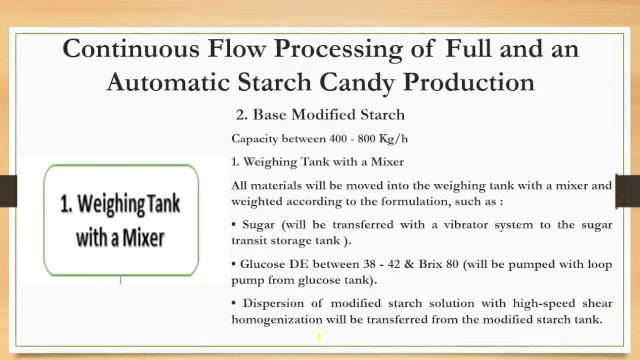 Continuous Flow Processing of Full and an
Automatic Starch Candy Production
2. Base Modified Starch
Capacity between 400 - 800 Kg/h
1. Weighing Tank with a Mixer
All materials will be moved into the weighing tank with a mixer and
weighted according to the formulation, such as :
• Sugar (will be transferred with a vibrator system to the sugar
transit storage tank ).
• Glucose DE between 38 - 42 & Brix 80 (will be pumped with loop
pump from glucose tank).
• Dispersion of modified starch solution with high-speed shear
homogenization will be transferred from the modified starch tank.
1. Weighing Tank
with a Mixer